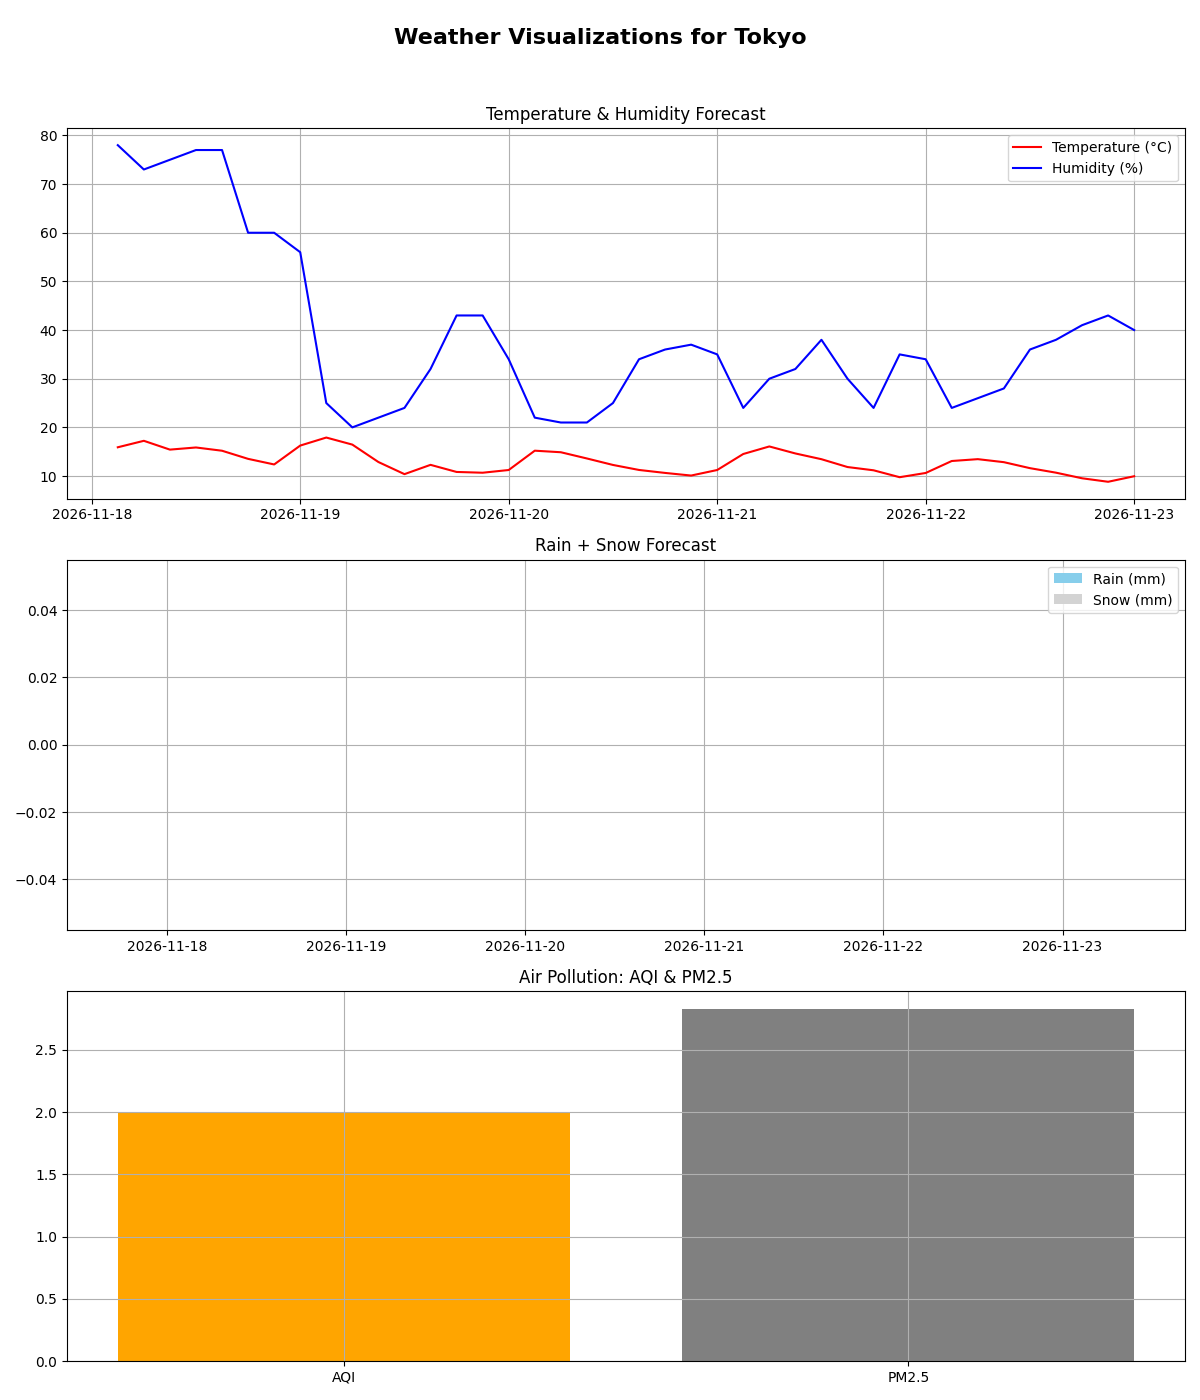 Weather Visualizations for Tokyo
Temperature & Humidity Forecast
80
70
60
50
40
30
20
10
Temperature (°C)
Humidity (%)
2026-11-18 2026-11-19 2026-11-20 2026-11-21 2026-11-22 2026-11-23
Rain + Snow Forecast
0.04
0.02
0.00
−0.02
−0.04
Rain (mm)
Snow (mm)
2026-11-18 2026-11-19 2026-11-20 2026-11-21 2026-11-22 2026-11-23
Air Pollution: AQI & PM2.5
2.5
2.0
1.5
1.0
0.5
0.0
AQI PM2.5